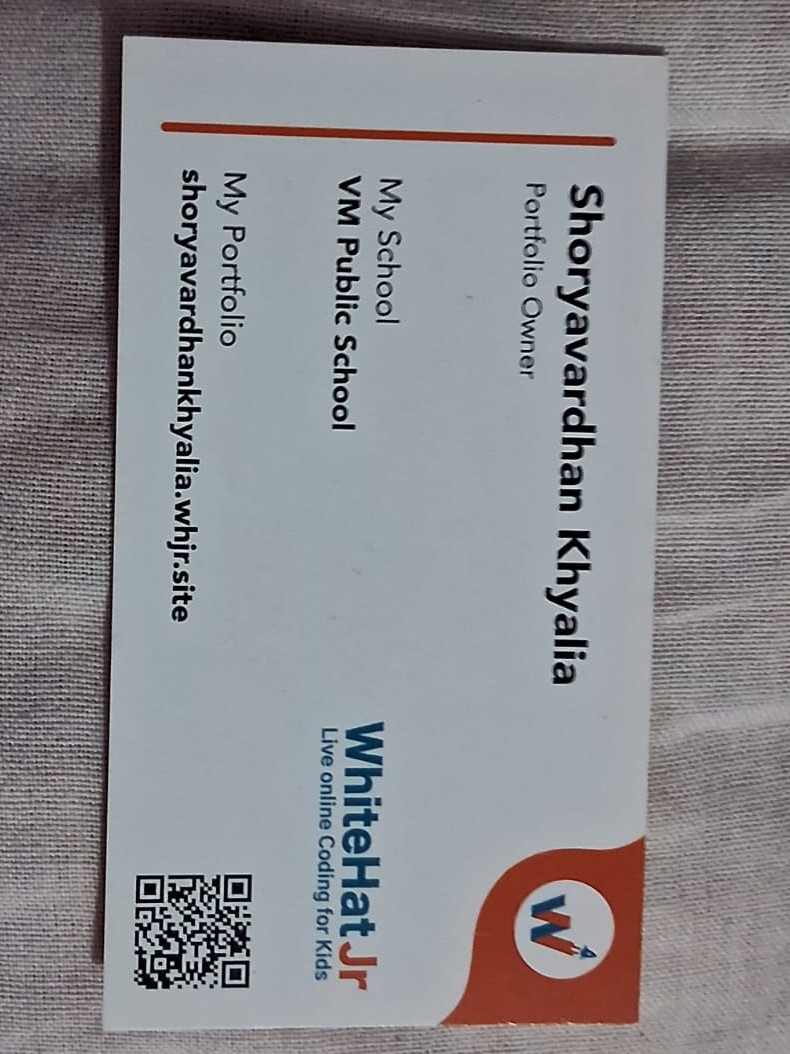 Shoryavardhan Khyalia
Portfolio Owner
My School
VM Public School
My Portfolio
shoryavardhankhyalia.whjr.site
W
WhiteHat Jr
Live online Coding for Kids